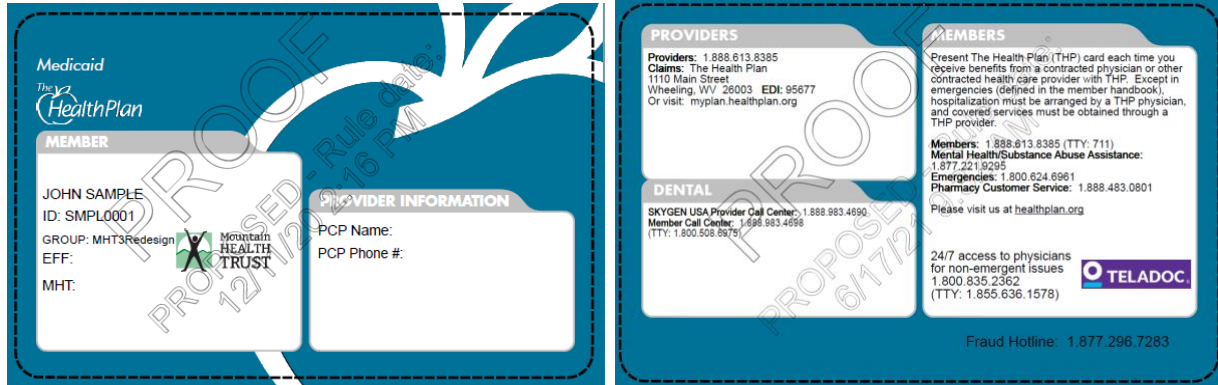 Medicaid
The
HealthPlan
MEMBER
JOHN SAMPLE
ID: SMPL0001
GROUP: MHT3Redesign
EFF:
MHT:
Mountain
HEALTH
TRUST
PROVIDER INFORMATION
PCP Name:
PCP Phone #:
PROOF
PROPOSED - Rule date:
12/11/20 2:16 PM
PROVIDERS
Providers: 1.888.613.8385
Claims: The Health Plan
1110 Main Street
Wheeling, WV 26003 EDI: 95677
Or visit: myplan.healthplan.org
DENTAL
SKYGEN USA Provider Call Center: 1.888.983.4690
Member Call Center: 1.888.983.4698
(TTY: 1.800.508.6975)
MEMBERS
Present The Health Plan (THP) card each time you
receive benefits from a contracted physician or other
contracted health care provider with THP. Except in
emergencies (defined in the member handbook),
hospitalization must be arranged by a THP physician,
and covered services must be obtained through a
THP provider.
Members: 1.888.613.8385 (TTY: 711)
Mental Health/Substance Abuse Assistance:
1.877.221.9295
Emergencies: 1.800.624.6961
Pharmacy Customer Service: 1.888.483.0801
Please visit us at healthplan.org
24/7 access to physicians
for non-emergent issues
1.800.835.2362
(TTY: 1.855.636.1578)
TELADOC.
Fraud Hotline: 1.877.296.7283
PROOF
PROPOSED - Rule date:
6/17/21